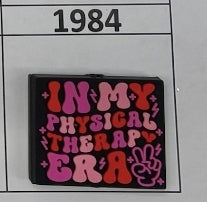 1984
IN MY
PHYSICAL
THERAPY
ERA